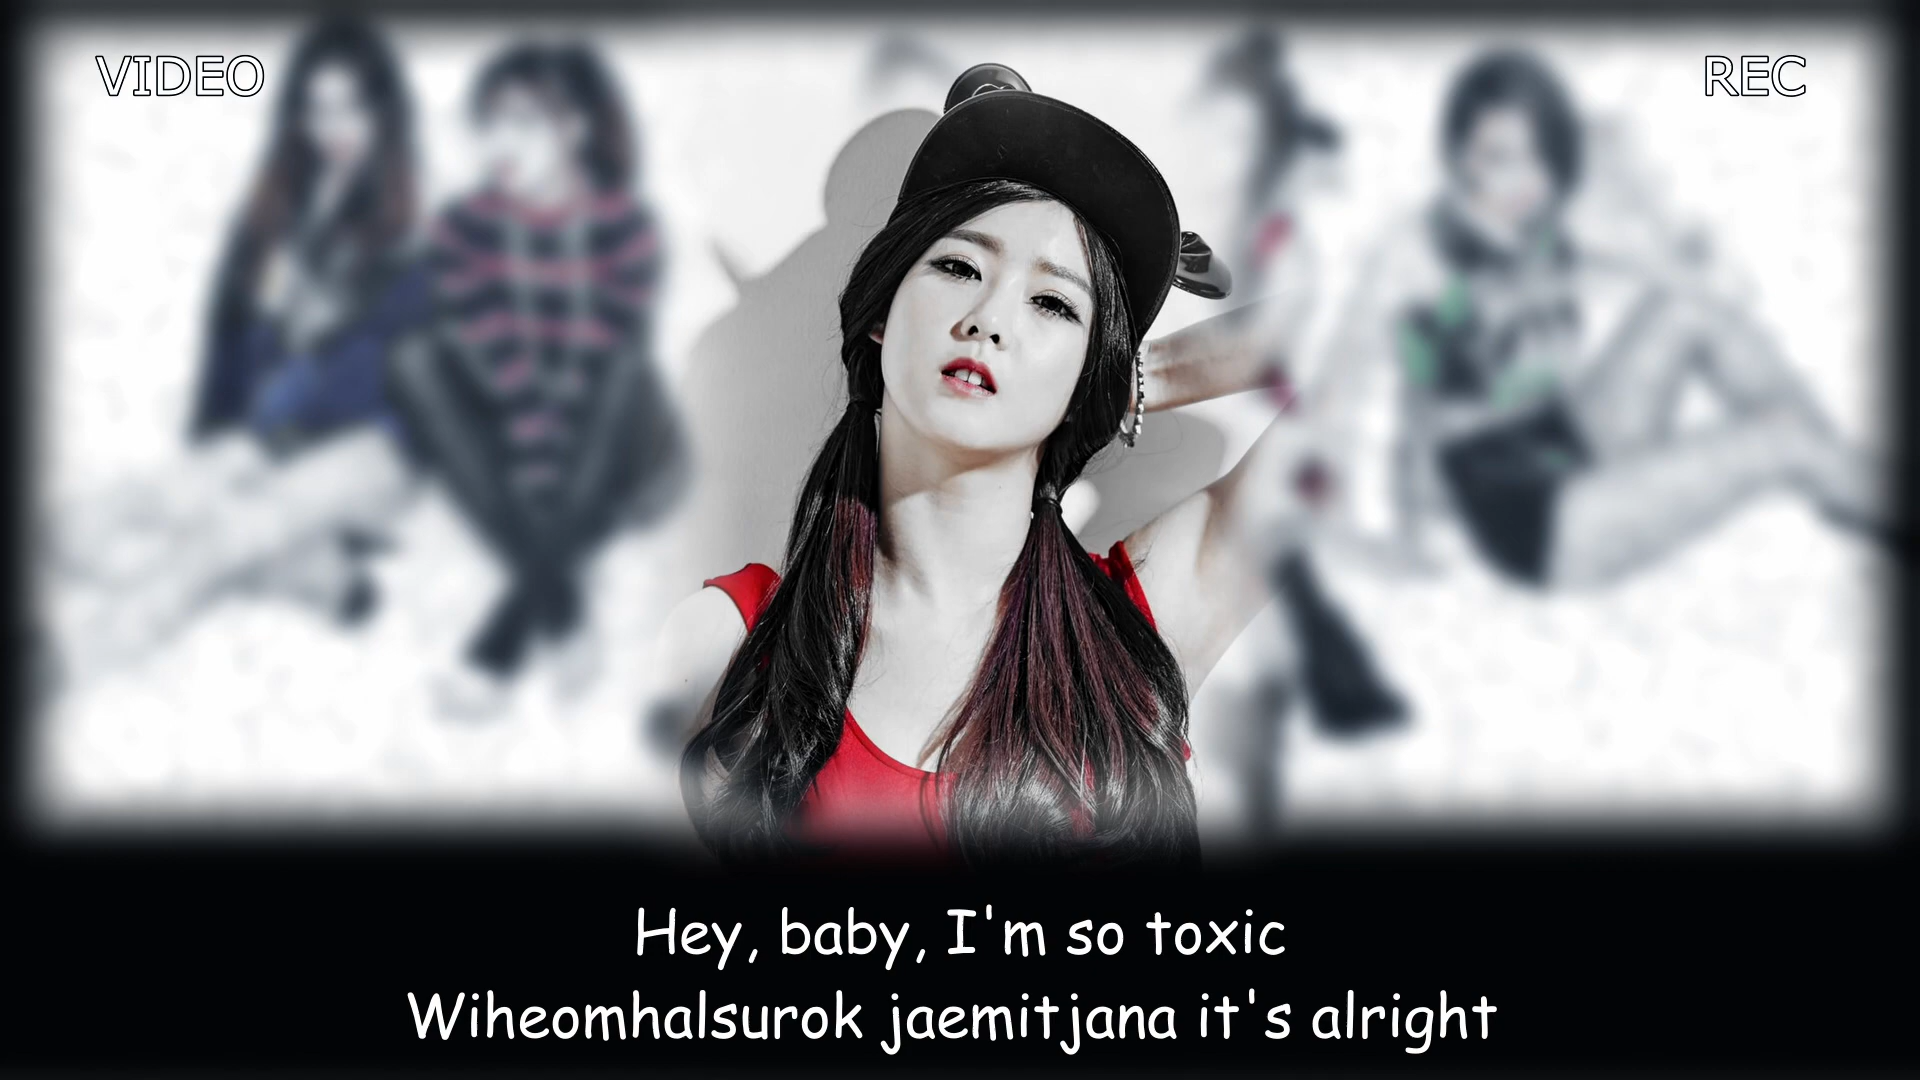 VIDEO
REC
Hey, baby, I'm so toxic
Wiheomhalsurok jaemitjana it's alright